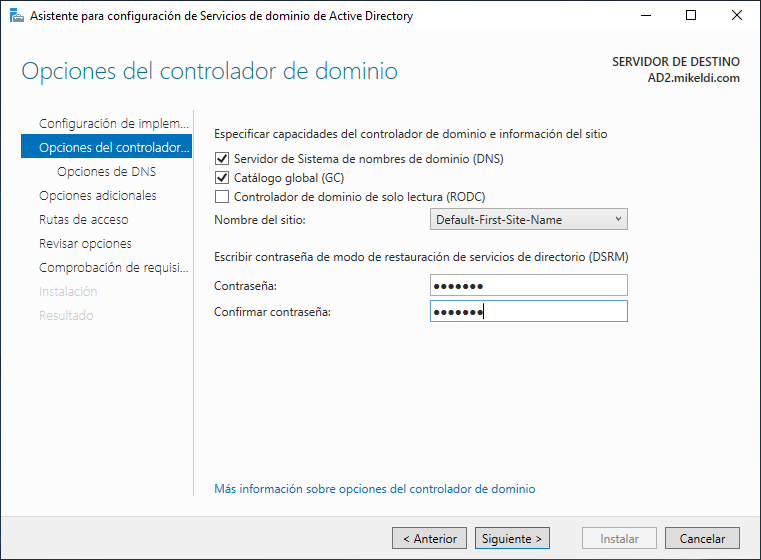 Asistente para configuración de Servicios de dominio de Active Directory
Opciones del controlador de dominio
SERVIDOR DE DESTINO
AD2.mikeldi.com
Configuración de implem...
Opciones del controlador...
Opciones de DNS
Opciones adicionales
Rutas de acceso
Revisar opciones
Comprobación de requisi...
Instalación
Resultado
Especificar capacidades del controlador de dominio e información del sitio
Servidor de Sistema de nombres de dominio (DNS)
Catálogo global (GC)
Controlador de dominio de solo lectura (RODC)
Nombre del sitio: Default-First-Site-Name
Escribir contraseña de modo de restauración de servicios de directorio (DSRM)
Contraseña: ●●●●●●●
Confirmar contraseña: ●●●●●●●
Más información sobre opciones del controlador de dominio
< Anterior Siguiente > Instalar Cancelar